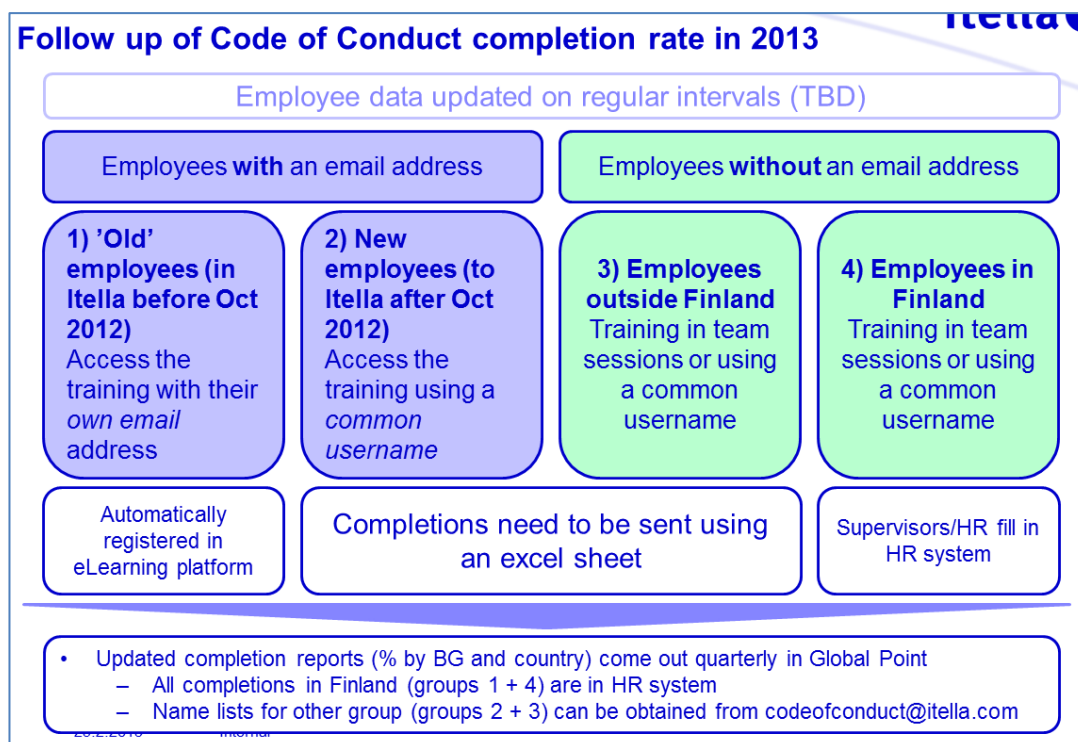 itella
Follow up of Code of Conduct completion rate in 2013
Employee data updated on regular intervals (TBD)
Employees with an email address
Employees without an email address
1) ’Old’
employees (in
Itella before Oct
2012)
Access the
training with their
own email
address
2) New
employees (to
Itella after Oct
2012)
Access the
training using a
common
username
3) Employees
outside Finland
Training in team
sessions or using
a common
username
4) Employees in
Finland
Training in team
sessions or using
a common
username
Automatically
registered in
eLearning platform
Completions need to be sent using
an excel sheet
Supervisors/HR fill in
HR system
• Updated completion reports (% by BG and country) come out quarterly in Global Point
– All completions in Finland (groups 1 + 4) are in HR system
– Name lists for other group (groups 2 + 3) can be obtained from codeofconduct@itella.com
Internal